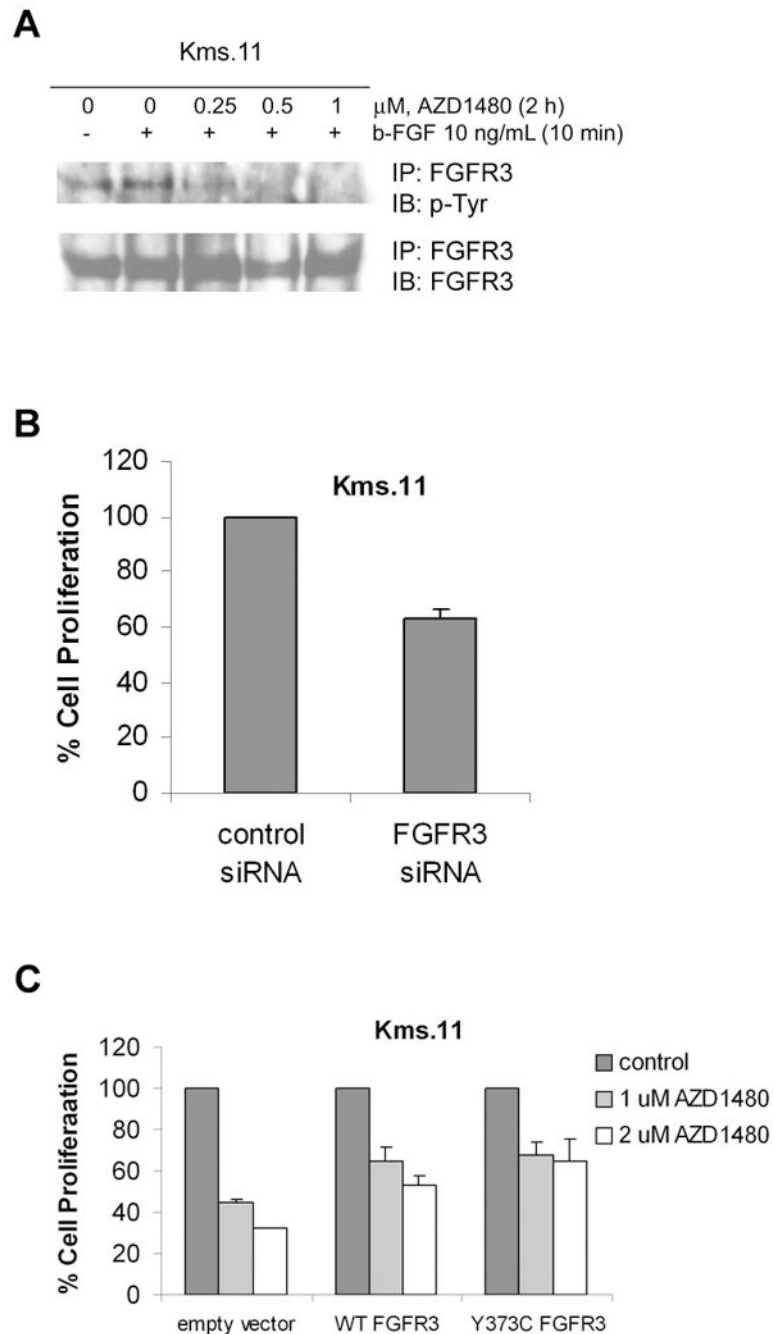 A
Kms.11
0 0 0.25 0.5 1 μM, AZD1480 (2 h)
- + + + + b-FGF 10 ng/mL (10 min)
IP: FGFR3
IB: p-Tyr
IP: FGFR3
IB: FGFR3
B
Kms.11
% Cell Proliferation
120
100
80
60
40
20
0
control
siRNA
FGFR3
siRNA
C
Kms.11
% Cell Proliferaation
120
100
80
60
40
20
0
control
1 uM AZD1480
2 uM AZD1480
empty vector
WT FGFR3
Y373C FGFR3